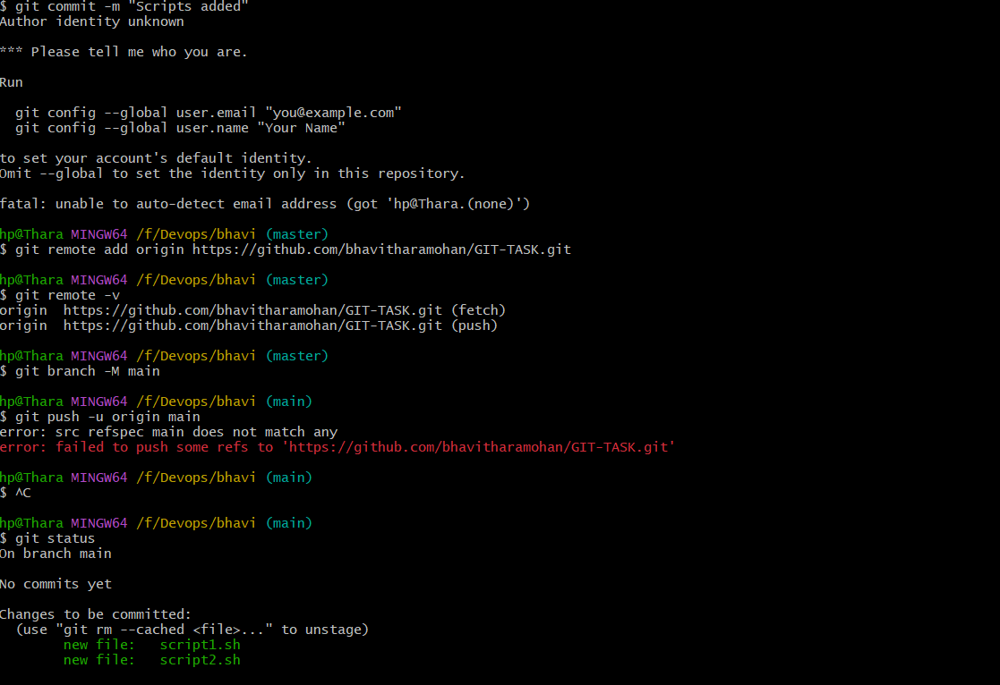 $ git commit -m "Scripts added"
Author identity unknown
*** Please tell me who you are.
Run
git config --global user.email "you@example.com"
git config --global user.name "Your Name"
to set your account's default identity.
Omit --global to set the identity only in this repository.
fatal: unable to auto-detect email address (got 'hp@Thara.(none)')
hp@Thara MINGW64 /f/Devops/bhavi (master)
$ git remote add origin https://github.com/bhavitharamohan/GIT-TASK.git
hp@Thara MINGW64 /f/Devops/bhavi (master)
$ git remote -v
origin  https://github.com/bhavitharamohan/GIT-TASK.git (fetch)
origin  https://github.com/bhavitharamohan/GIT-TASK.git (push)
hp@Thara MINGW64 /f/Devops/bhavi (master)
$ git branch -M main
hp@Thara MINGW64 /f/Devops/bhavi (main)
$ git push -u origin main
error: src refspec main does not match any
error: failed to push some refs to 'https://github.com/bhavitharamohan/GIT-TASK.git'
hp@Thara MINGW64 /f/Devops/bhavi (main)
$ ^C
hp@Thara MINGW64 /f/Devops/bhavi (main)
$ git status
On branch main
No commits yet
Changes to be committed:
(use "git rm --cached <file>..." to unstage)
new file:   script1.sh
new file:   script2.sh